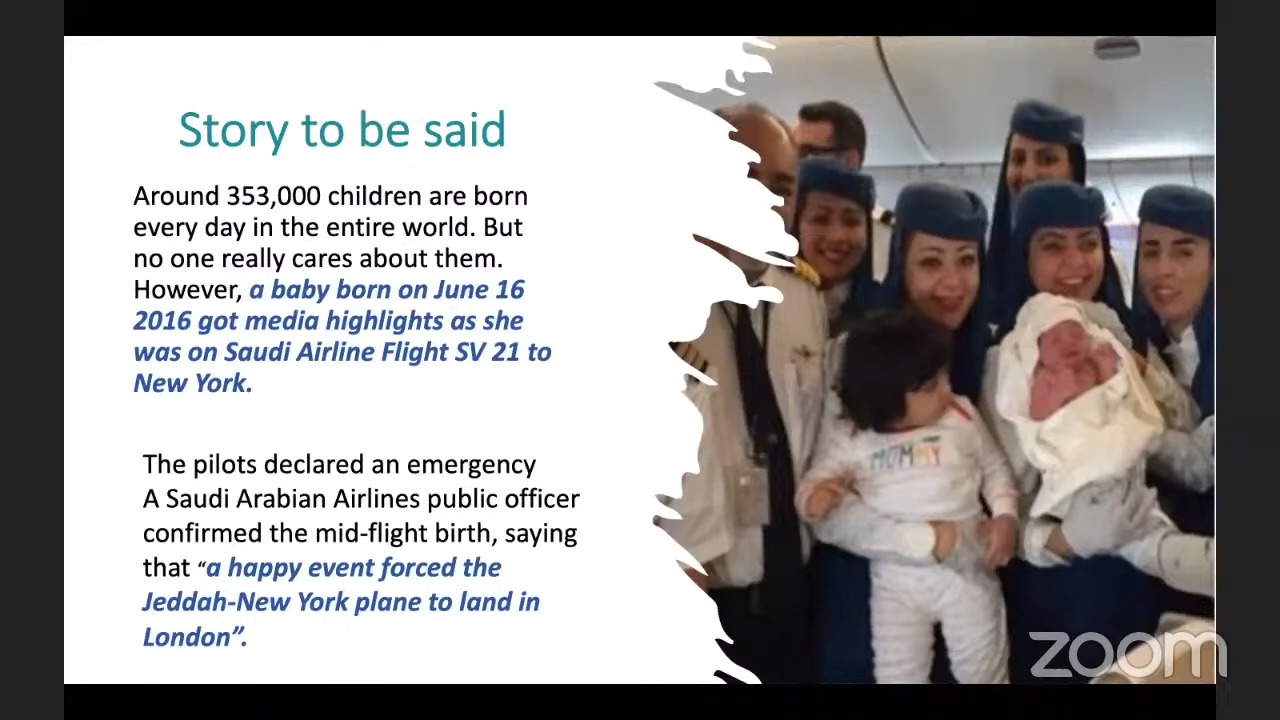 Story to be said
Around 353,000 children are born
every day in the entire world. But
no one really cares about them.
However, a baby born on June 16
2016 got media highlights as she
was on Saudi Airline Flight SV 21 to
New York.
The pilots declared an emergency
A Saudi Arabian Airlines public officer
confirmed the mid-flight birth, saying
that “a happy event forced the
Jeddah-New York plane to land in
London”.
MOMMY
zoom